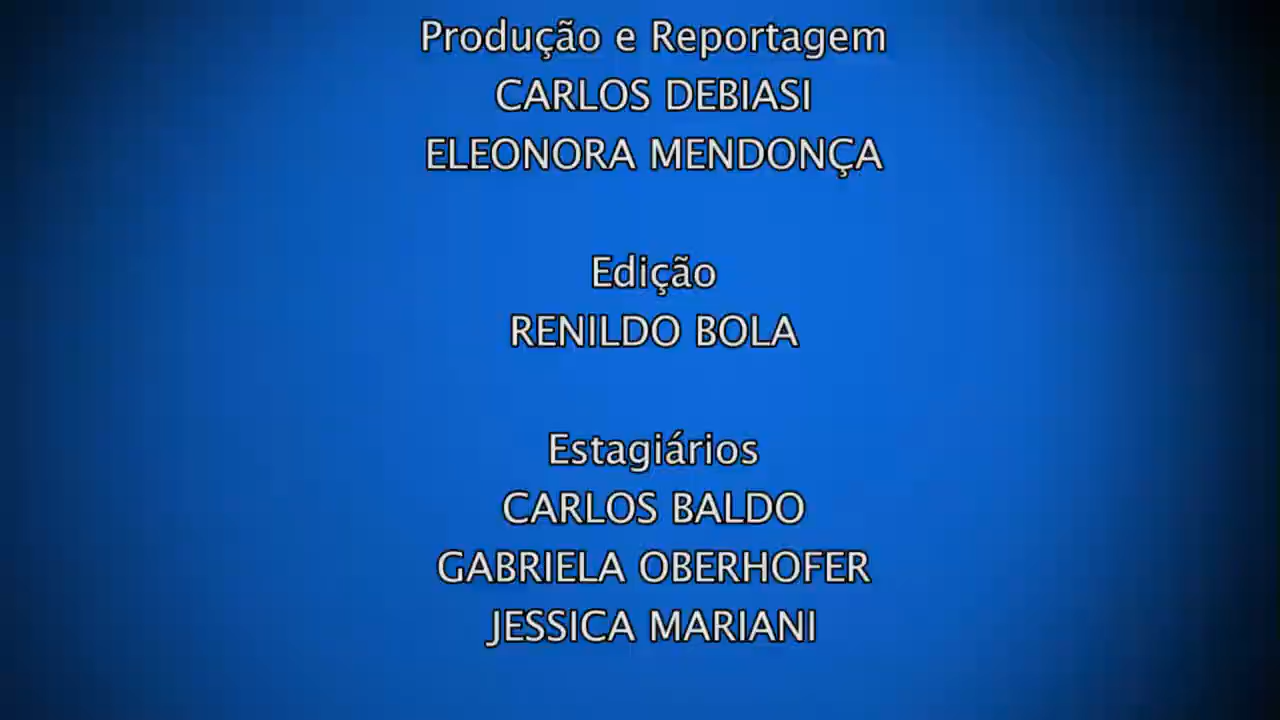 Produção e Reportagem
CARLOS DEBIASI
ELEONORA MENDONÇA
Edição
RENILDO BOLA
Estagiários
CARLOS BALDO
GABRIELA OBERHOFER
JESSICA MARIANI